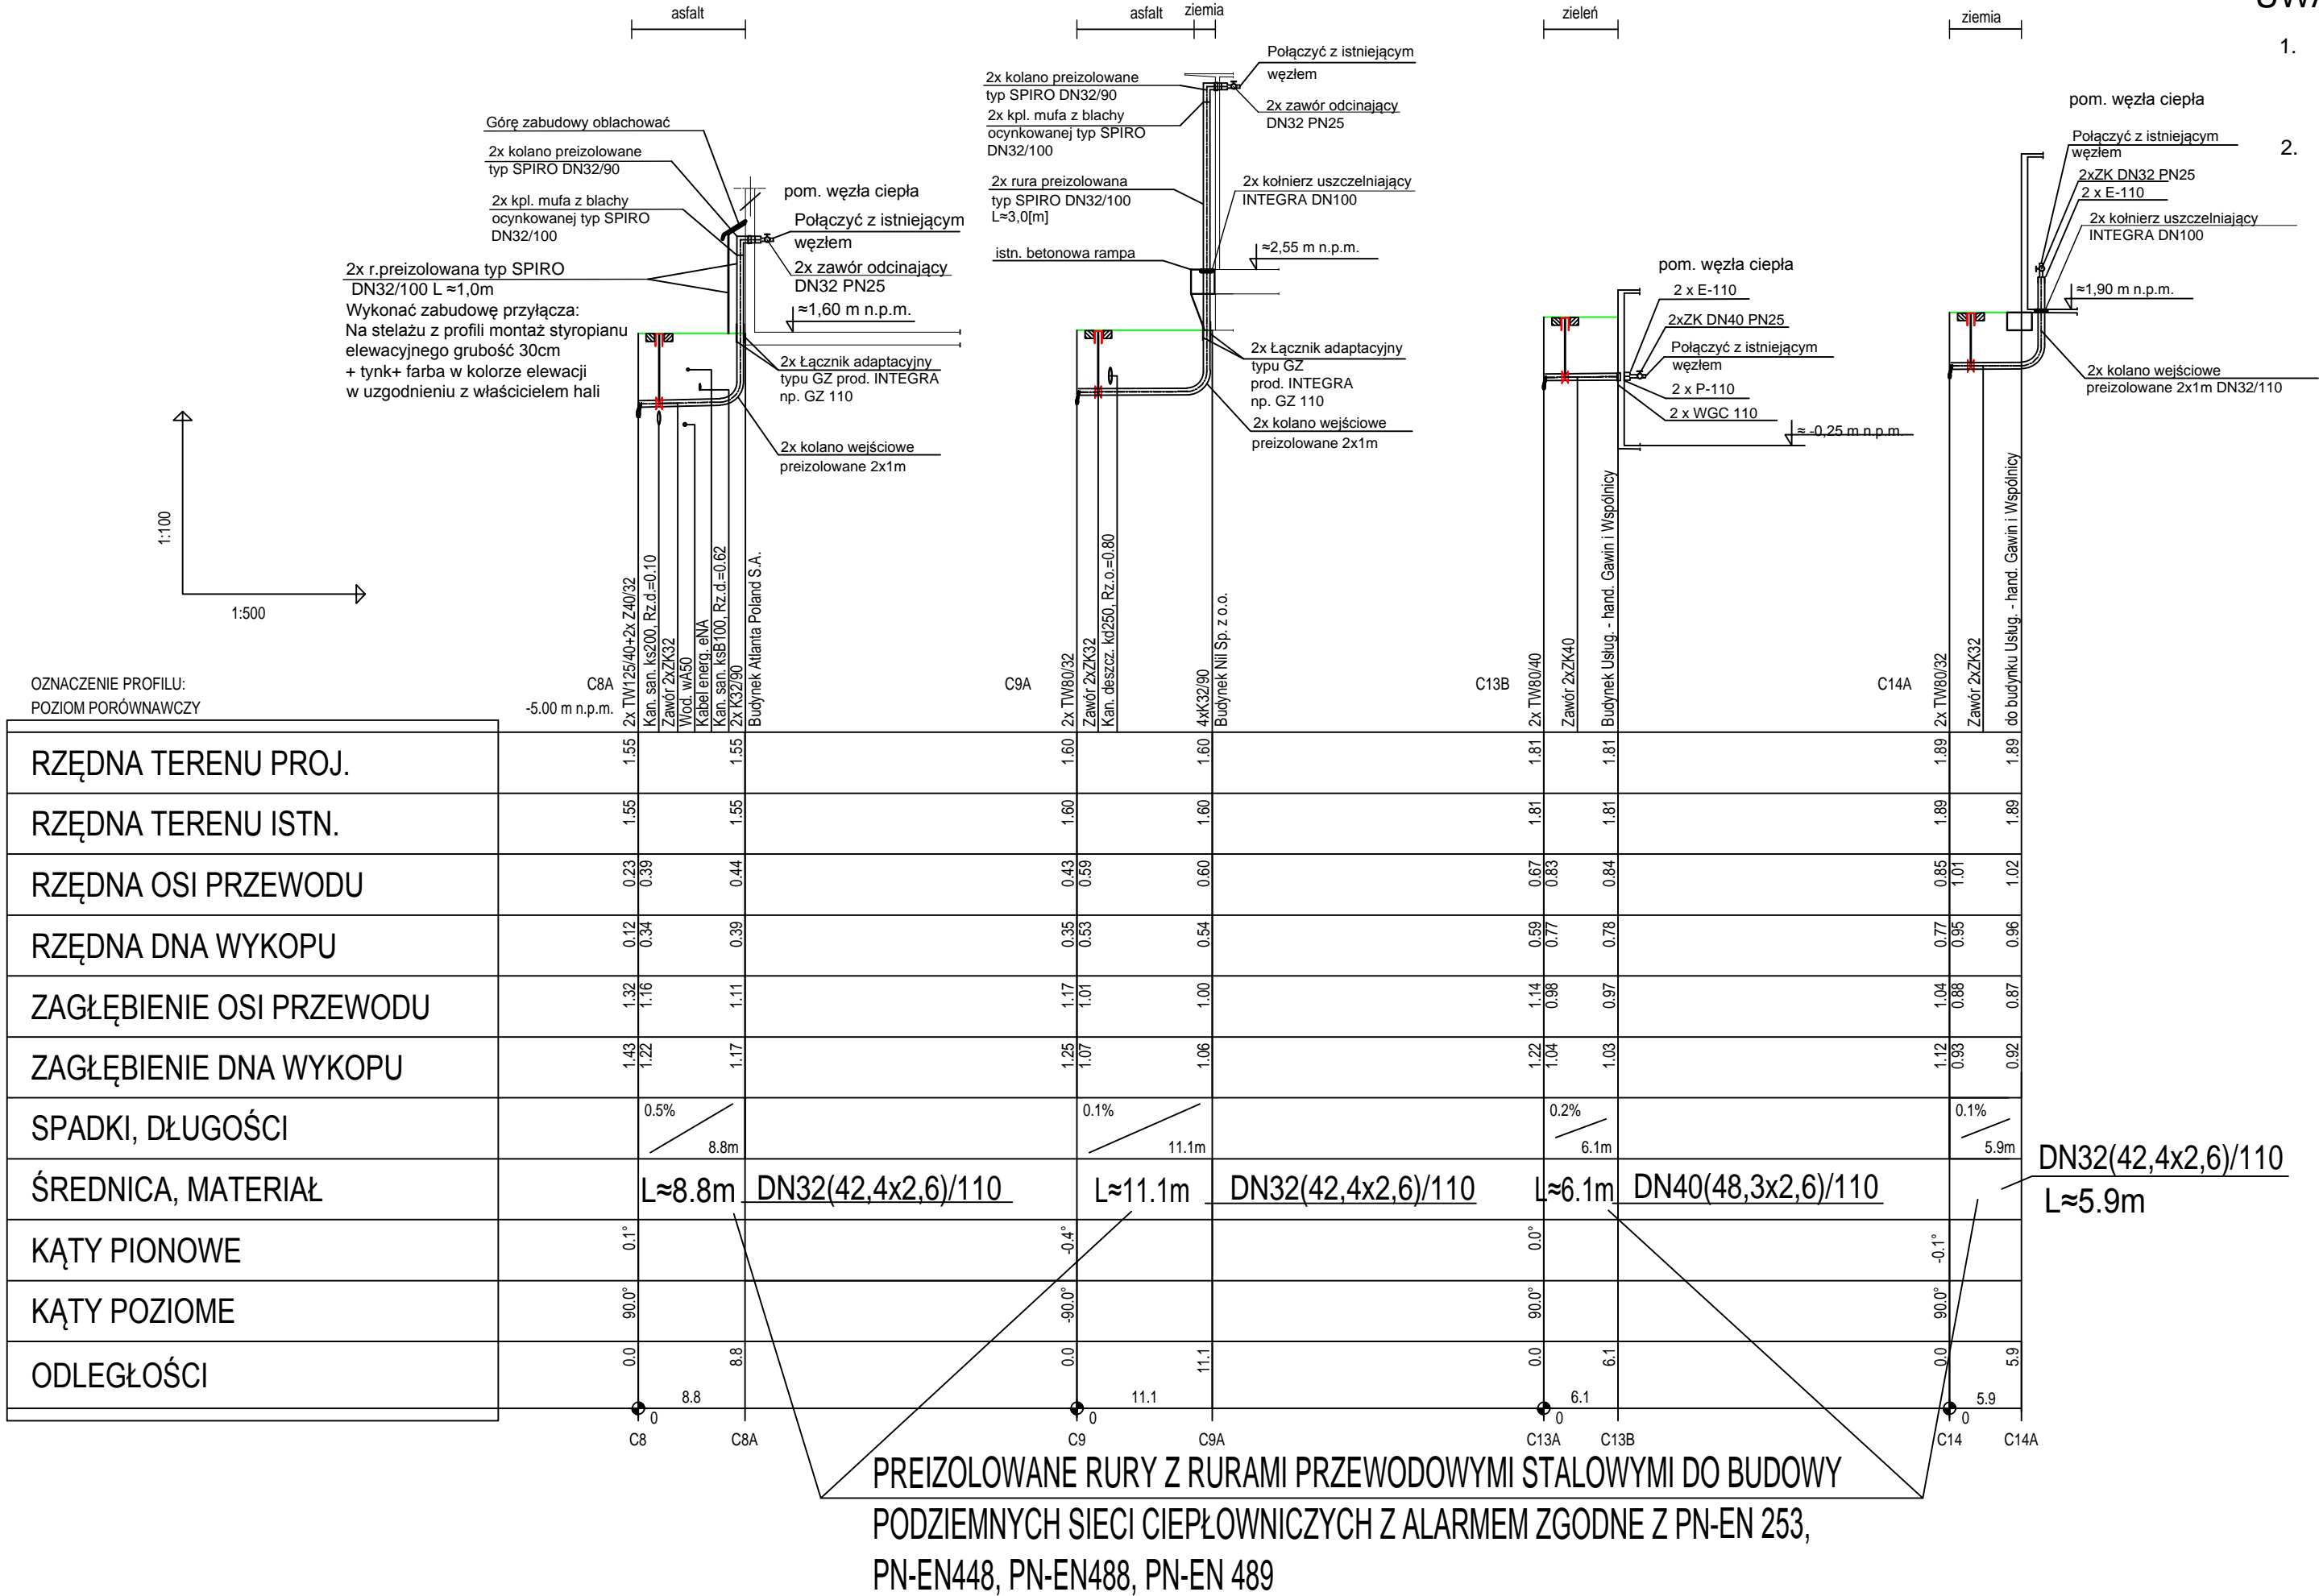 asfalt
asfalt
ziemia
zieleń
ziemia
1.
2.
Górę zabudowy oblachować
2x kolano preizolowane
typ SPIRO DN32/90
2x kpl. mufa z blachy
ocynkowanej typ SPIRO
DN32/100
2x r.preizolowana typ SPIRO
DN32/100 L ≈1,0m
Wykonać zabudowę przyłącza:
Na stelażu z profili montaż styropianu
elewacyjnego grubość 30cm
+ tynk+ farba w kolorze elewacji
w uzgodnieniu z właścicielem hali
pom. węzła ciepła
Połączyć z istniejącym
węzłem
2x zawór odcinający
DN32 PN25
≈1,60 m n.p.m.
2x Łącznik adaptacyjny
typu GZ prod. INTEGRA
np. GZ 110
2x kolano wejściowe
preizolowane 2x1m
2x kolano preizolowane
typ SPIRO DN32/90
2x kpl. mufa z blachy
ocynkowanej typ SPIRO
DN32/100
2x rura preizolowana
typ SPIRO DN32/100
L≈3,0[m]
istn. betonowa rampa
Połączyć z istniejącym
węzłem
2x zawór odcinający
DN32 PN25
2x kołnierz uszczelniający
INTEGRA DN100
≈2,55 m n.p.m.
2x Łącznik adaptacyjny
typu GZ
prod. INTEGRA
np. GZ 110
2x kolano wejściowe
preizolowane 2x1m
pom. węzła ciepła
2 x E-110
2xZK DN40 PN25
Połączyć z istniejącym
węzłem
2 x P-110
2 x WGC 110
≈ -0,25 m n.p.m.
pom. węzła ciepła
Połączyć z istniejącym
węzłem
2xZK DN32 PN25
2 x E-110
2x kołnierz uszczelniający
INTEGRA DN100
≈1,90 m n.p.m.
2x kolano wejściowe
preizolowane 2x1m DN32/110
1:100
1:500
OZNACZENIE PROFILU:
POZIOM PORÓWNAWCZY
C8A
-5.00 m n.p.m.
2x TW125/40+2x Z40/32
Kan. san. ks200, Rz.d.=0.10
Zawór 2xZK32
Wod. wA50
Kabel energ. eNA
Kan. san. ksB100, Rz.d.=0.62
2x K32/90
Budynek Atlanta Poland S.A.
C9A
2x TW80/32
Zawór 2xZK32
Kan. deszcz. kd250, Rz.o.=0.80
4xK32/90
Budynek Nil Sp. z o.o.
C13B
2x TW80/40
Zawór 2xZK40
Budynek Usług. - hand. Gawin i Wspólnicy
C14A
2x TW80/32
Zawór 2xZK32
do budynku Usług. - hand. Gawin i Wspólnicy
RZĘDNA TERENU PROJ.
1.55 1.55 1.60 1.60 1.81 1.81 1.89 1.89
RZĘDNA TERENU ISTN.
1.55 1.55 1.60 1.60 1.81 1.81 1.89 1.89
RZĘDNA OSI PRZEWODU
0.23 0.39 0.44 0.43 0.59 0.60 0.67 0.83 0.84 0.85 1.01 1.02
RZĘDNA DNA WYKOPU
0.12 0.34 0.39 0.35 0.53 0.54 0.59 0.77 0.78 0.77 0.95 0.96
ZAGŁĘBIENIE OSI PRZEWODU
1.32 1.16 1.11 1.17 1.01 1.00 1.14 0.98 0.97 1.04 0.88 0.87
ZAGŁĘBIENIE DNA WYKOPU
1.43 1.22 1.17 1.25 1.07 1.06 1.22 1.04 1.03 1.12 0.93 0.92
SPADKI, DŁUGOŚCI
0.5% 8.8m 0.1% 11.1m 0.2% 6.1m 0.1% 5.9m
ŚREDNICA, MATERIAŁ
L≈8.8m DN32(42,4x2,6)/110 L≈11.1m DN32(42,4x2,6)/110 L≈6.1m DN40(48,3x2,6)/110
DN32(42,4x2,6)/110
L≈5.9m
KĄTY PIONOWE
0.1° -0.4° 0.0° -0.1°
KĄTY POZIOME
90.0° -90.0° 90.0° 90.0°
ODLEGŁOŚCI
0.0 8.8 0.0 11.1 0.0 6.1 0.0 5.9
8.8 11.1 6.1 5.9
0 0 0 0
C8 C8A C9 C9A C13A C13B C14 C14A
PREIZOLOWANE RURY Z RURAMI PRZEWODOWYMI STALOWYMI DO BUDOWY
PODZIEMNYCH SIECI CIEPŁOWNICZYCH Z ALARMEM ZGODNE Z PN-EN 253,
PN-EN448, PN-EN488, PN-EN 489